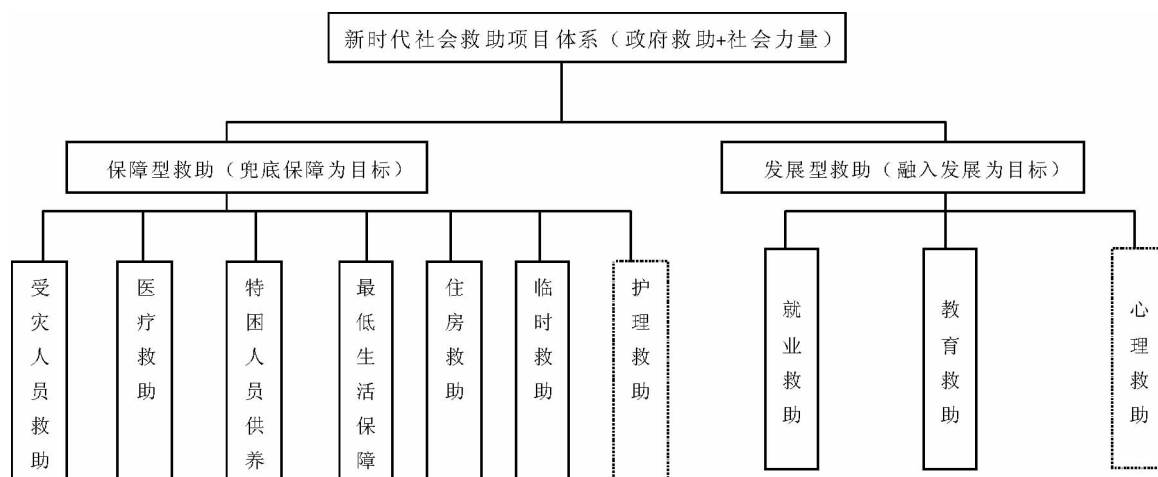 新时代社会救助项目体系（政府救助+社会力量）
保障型救助（兜底保障为目标）
发展型救助（融入发展为目标）
受灾人员救助
医疗救助
特困人员供养
最低生活保障
住房救助
临时救助
护理救助
就业救助
教育救助
心理救助